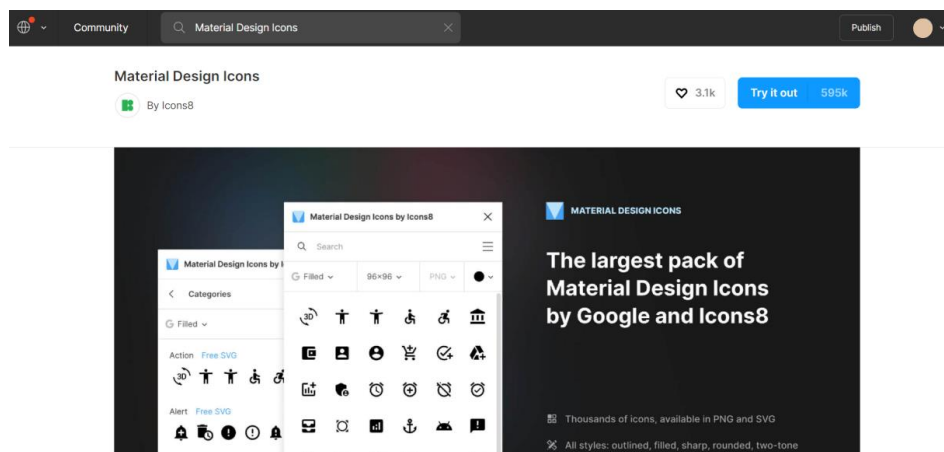 Community
Material Design Icons
Publish
Material Design Icons
By Icons8
3.1k
Try it out 595k
Material Design Icons by I
Categories
G Filled
Action Free SVG
3D
Alert Free SVG
Material Design Icons by Icons8
Search
G Filled 96×96 PNG
3D
MATERIAL DESIGN ICONS
The largest pack of
Material Design Icons
by Google and Icons8
Thousands of icons, available in PNG and SVG
All styles: outlined, filled, sharp, rounded, two-tone